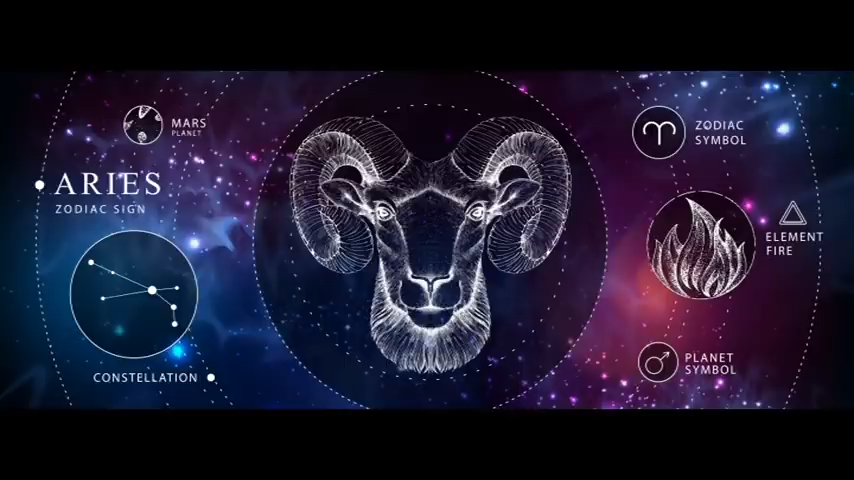 MARS
PLANET
ARIES
ZODIAC SIGN
CONSTELLATION
ZODIAC
SYMBOL
ELEMENT
FIRE
PLANET
SYMBOL